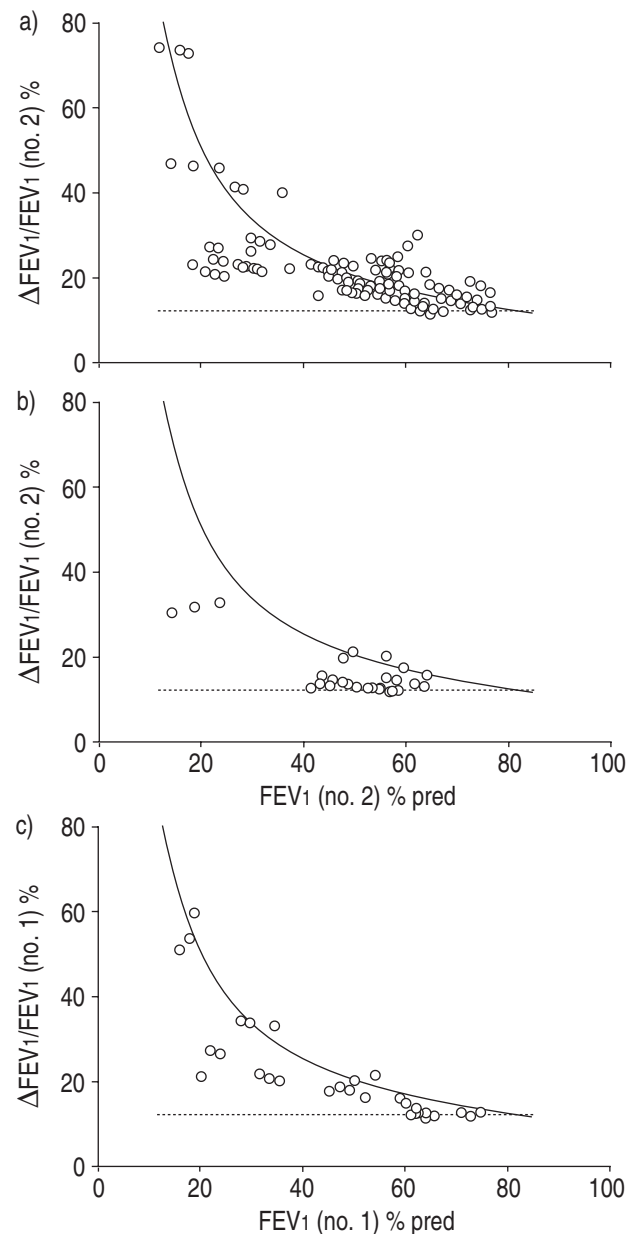 a)
80
60
40
20
0
ΔFEV1/FEV1 (no. 2) %
b)
80
60
40
20
0
ΔFEV1/FEV1 (no. 2) %
0 20 40 60 80 100
FEV1 (no. 2) % pred
c)
80
60
40
20
0
ΔFEV1/FEV1 (no. 1) %
0 20 40 60 80 100
FEV1 (no. 1) % pred